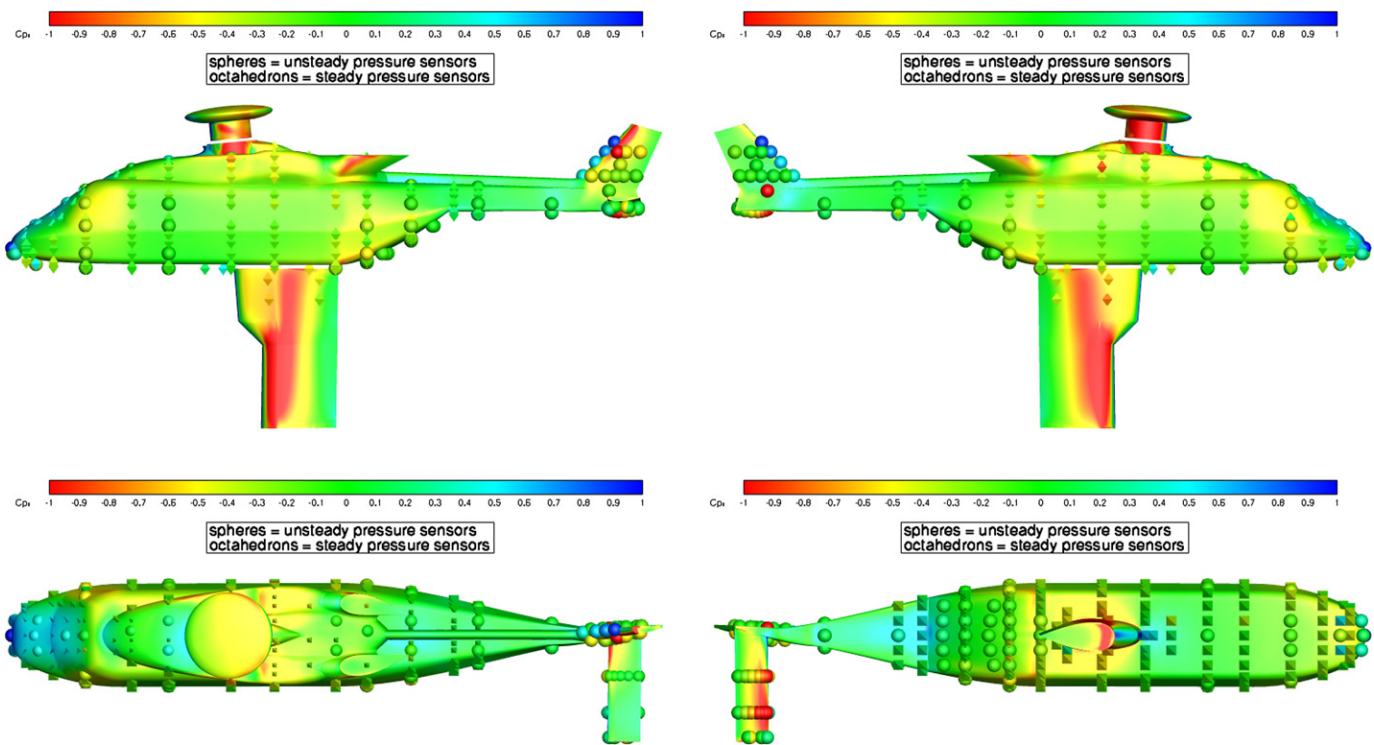 Cpₐ -1 -0.9 -0.8 -0.7 -0.6 -0.5 -0.4 -0.3 -0.2 -0.1 0 0.1 0.2 0.3 0.4 0.5 0.6 0.7 0.8 0.9 1
spheres = unsteady pressure sensors
octahedrons = steady pressure sensors
Cpₐ -1 -0.9 -0.8 -0.7 -0.6 -0.5 -0.4 -0.3 -0.2 -0.1 0 0.1 0.2 0.3 0.4 0.5 0.6 0.7 0.8 0.9 1
spheres = unsteady pressure sensors
octahedrons = steady pressure sensors
Cpₐ -1 -0.9 -0.8 -0.7 -0.6 -0.5 -0.4 -0.3 -0.2 -0.1 0 0.1 0.2 0.3 0.4 0.5 0.6 0.7 0.8 0.9 1
spheres = unsteady pressure sensors
octahedrons = steady pressure sensors
Cpₐ -1 -0.9 -0.8 -0.7 -0.6 -0.5 -0.4 -0.3 -0.2 -0.1 0 0.1 0.2 0.3 0.4 0.5 0.6 0.7 0.8 0.9 1
spheres = unsteady pressure sensors
octahedrons = steady pressure sensors